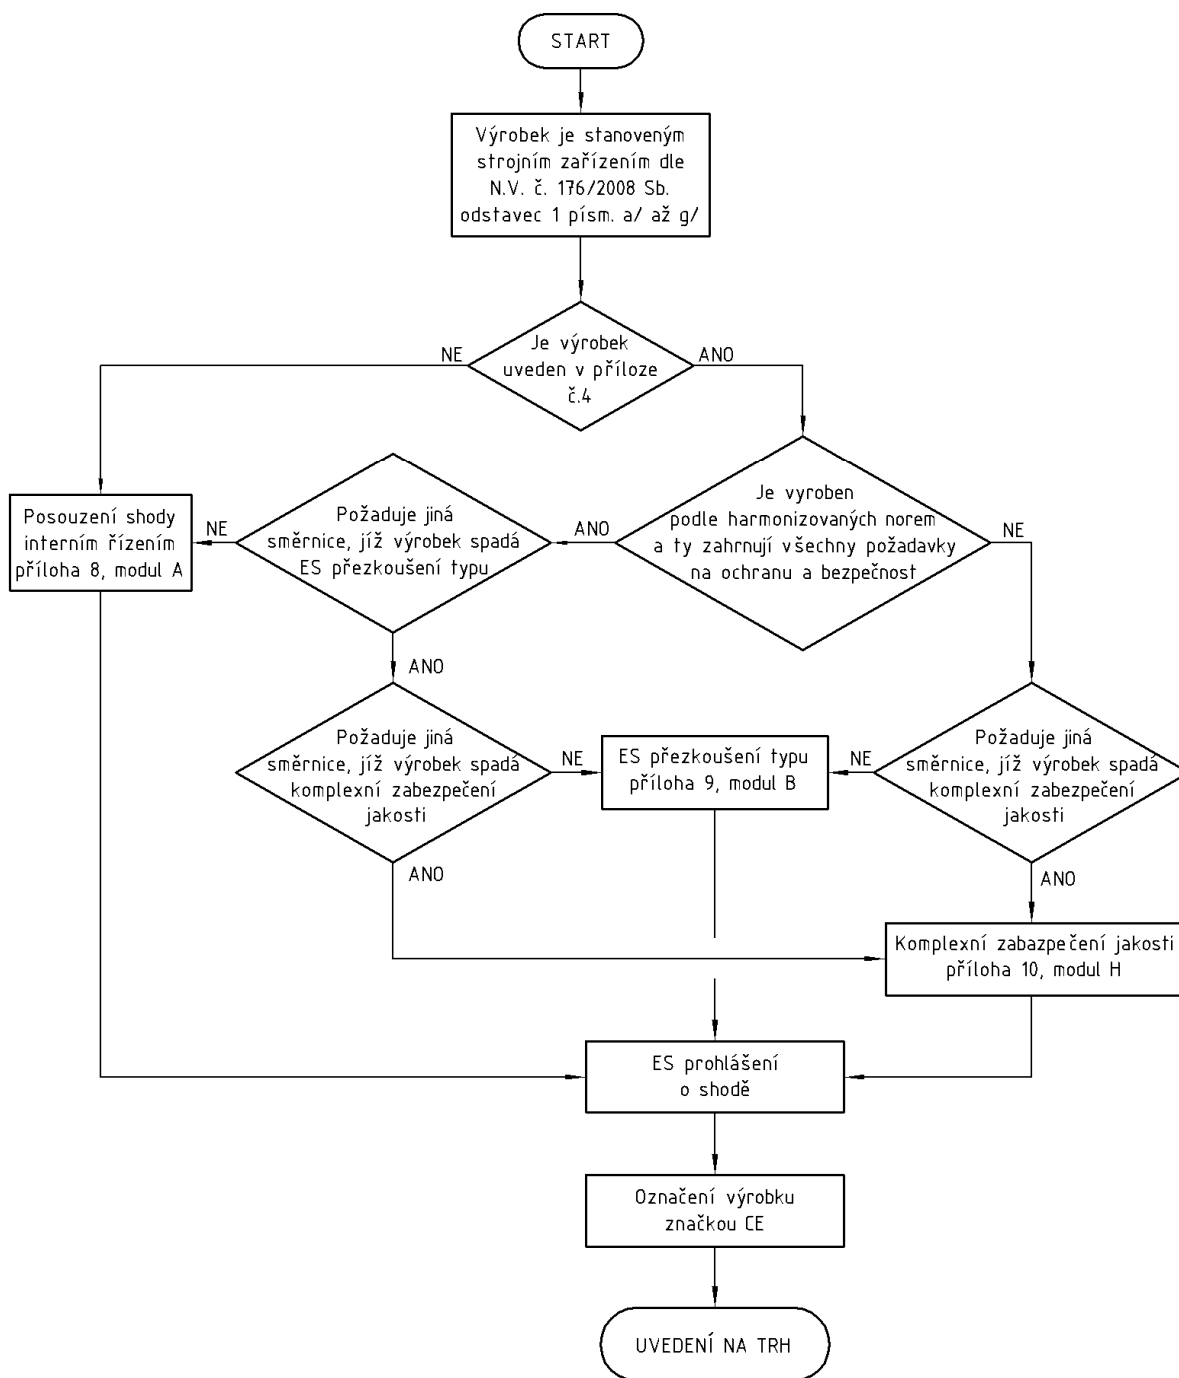 START
Výrobek je stanoveným
strojním zařízením dle
N.V. č. 176/2008 Sb.
odstavec 1 písm. a/ až g/
Je výrobek
uveden v příloze
č.4
NE
ANO
Je vyroben
podle harmonizovaných norem
a ty zahrnují všechny požadavky
na ochranu a bezpečnost
ANO
NE
Požaduje jiná
směrnice, jíž výrobek spadá
ES přezkoušení typu
NE
ANO
Posouzení shody
interním řízením
příloha 8, modul A
Požaduje jiná
směrnice, jíž výrobek spadá
komplexní zabezpečení
jakosti
NE
ANO
ES přezkoušení typu
příloha 9, modul B
NE
Požaduje jiná
směrnice, jíž výrobek spadá
komplexní zabezpečení
jakosti
ANO
Komplexní zabazpečení jakosti
příloha 10, modul H
ES prohlášení
o shodě
Označení výrobku
značkou CE
UVEDENÍ NA TRH